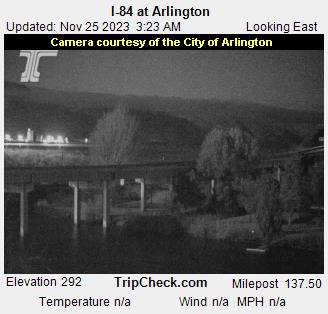 I-84 at Arlington
Updated: Nov 25 2023 3:23 AM Looking East
Camera courtesy of the City of Arlington
Elevation 292 TripCheck.com Milepost 137.50
Temperature n/a Wind n/a MPH n/a